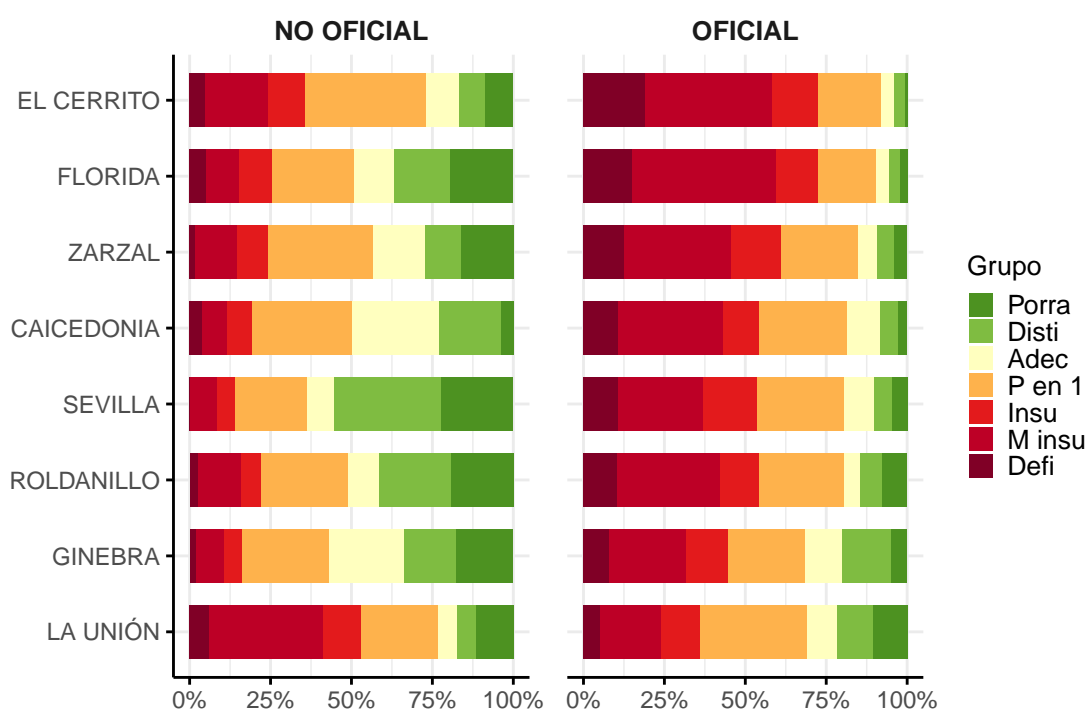 NO OFICIAL
OFICIAL
EL CERRITO
FLORIDA
ZARZAL
CAICEDONIA
SEVILLA
ROLDANILLO
GINEBRA
LA UNIÓN
0% 25% 50% 75% 100%
0% 25% 50% 75% 100%
Grupo
Porra
Disti
Adec
P en 1
Insu
M insu
Defi